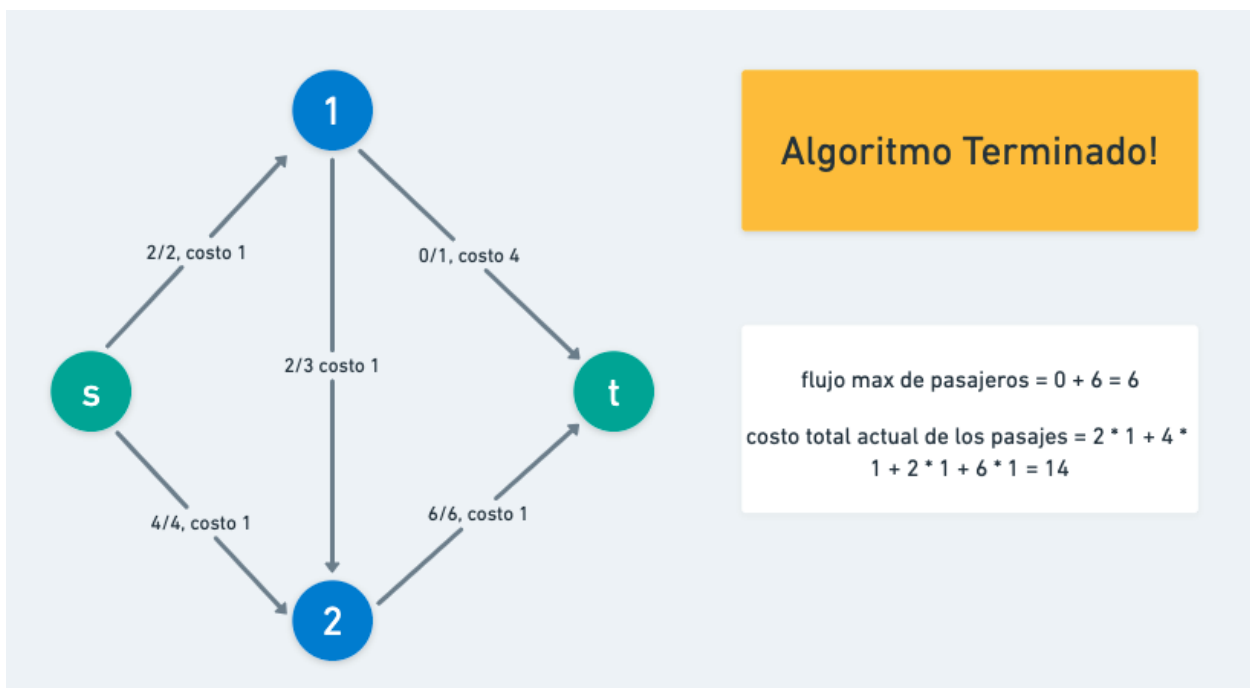 1
Algoritmo Terminado!
2/2, costo 1
0/1, costo 4
2/3 costo 1
s
t
flujo max de pasajeros = 0 + 6 = 6
costo total actual de los pasajes = 2 * 1 + 4 *
1 + 2 * 1 + 6 * 1 = 14
4/4, costo 1
6/6, costo 1
2